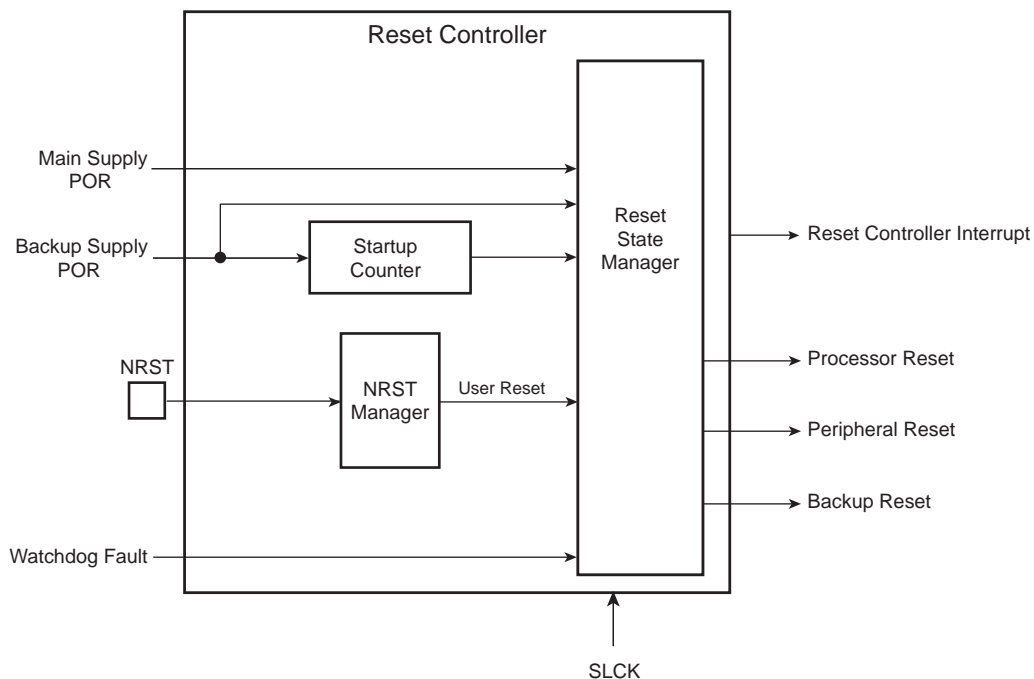 Reset Controller
Main Supply
POR
Backup Supply
POR
Startup
Counter
Reset
State
Manager
Reset Controller Interrupt
NRST
NRST
Manager
User Reset
Processor Reset
Peripheral Reset
Backup Reset
Watchdog Fault
SLCK